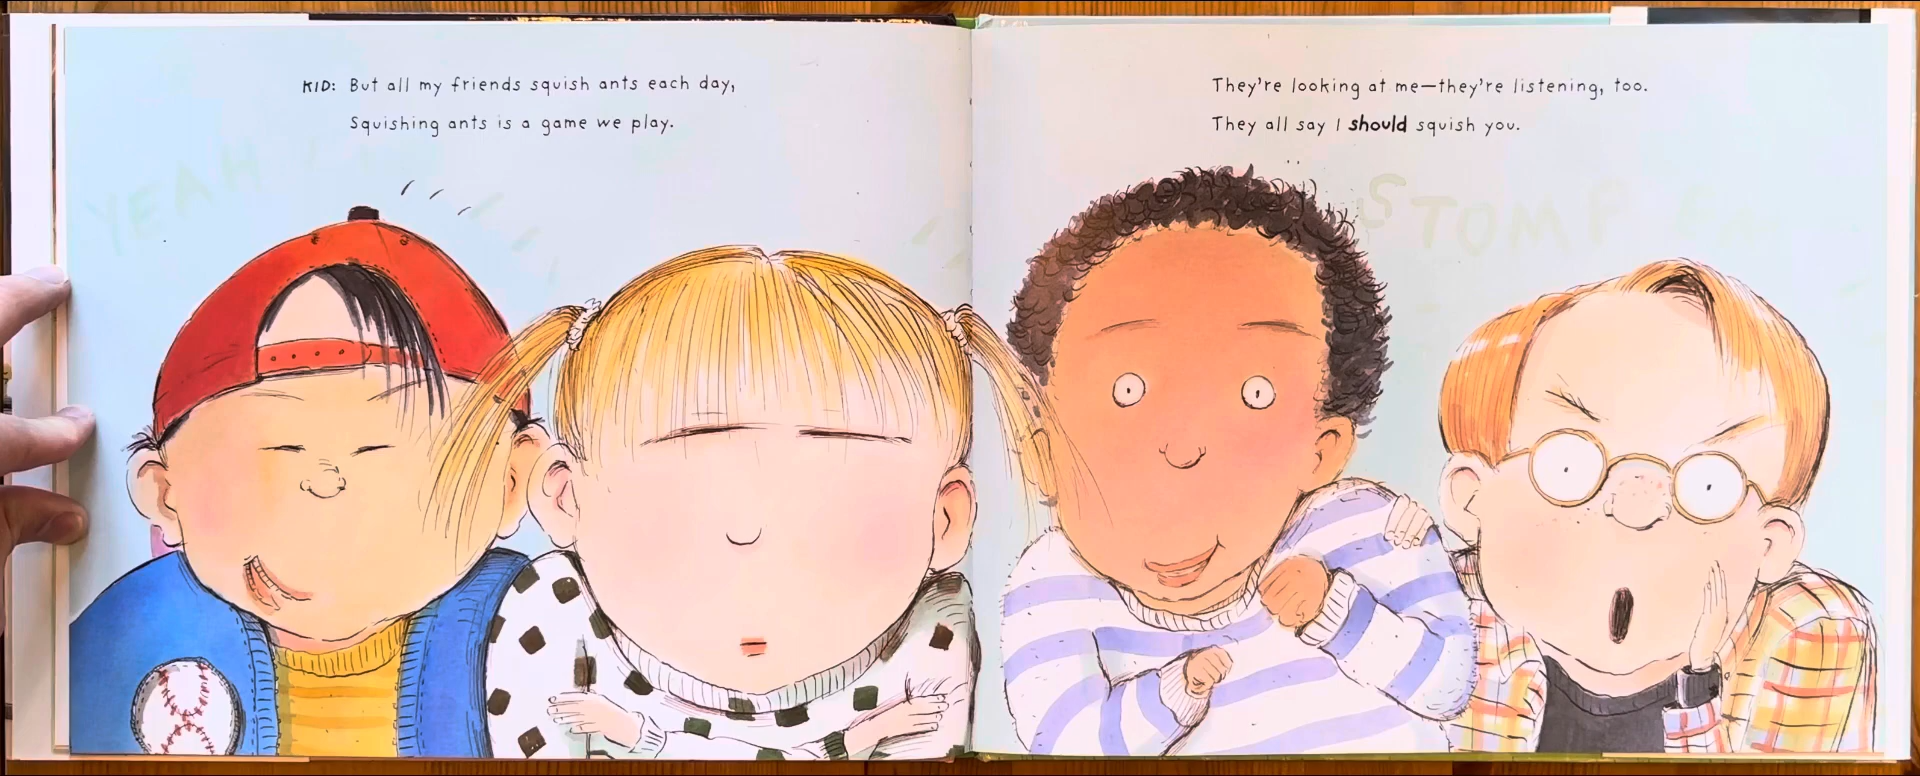 KID: But all my friends squish ants each day,
Squishing ants is a game we play.
They're looking at me—they're listening, too.
They all say I should squish you.
YEAH
STOMP